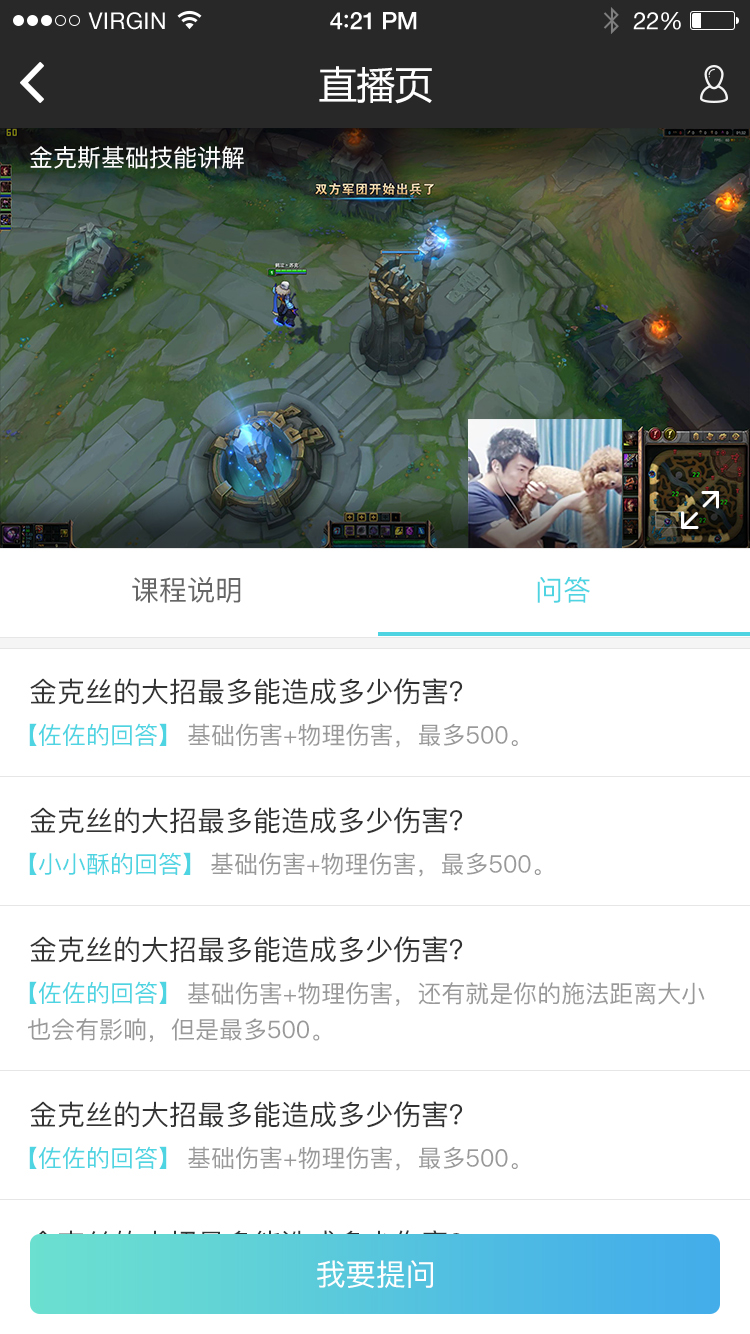 VIRGIN 4:21 PM 22%
直播页
60
金克斯基础技能讲解
双方军团开始出兵了
课程说明 问答
金克丝的大招最多能造成多少伤害?
【佐佐的回答】 基础伤害+物理伤害，最多500。
金克丝的大招最多能造成多少伤害?
【小小酥的回答】 基础伤害+物理伤害，最多500。
金克丝的大招最多能造成多少伤害?
【佐佐的回答】 基础伤害+物理伤害，还有就是你的施法距离大小
也会有影响，但是最多500。
金克丝的大招最多能造成多少伤害?
【佐佐的回答】 基础伤害+物理伤害，最多500。
我要提问